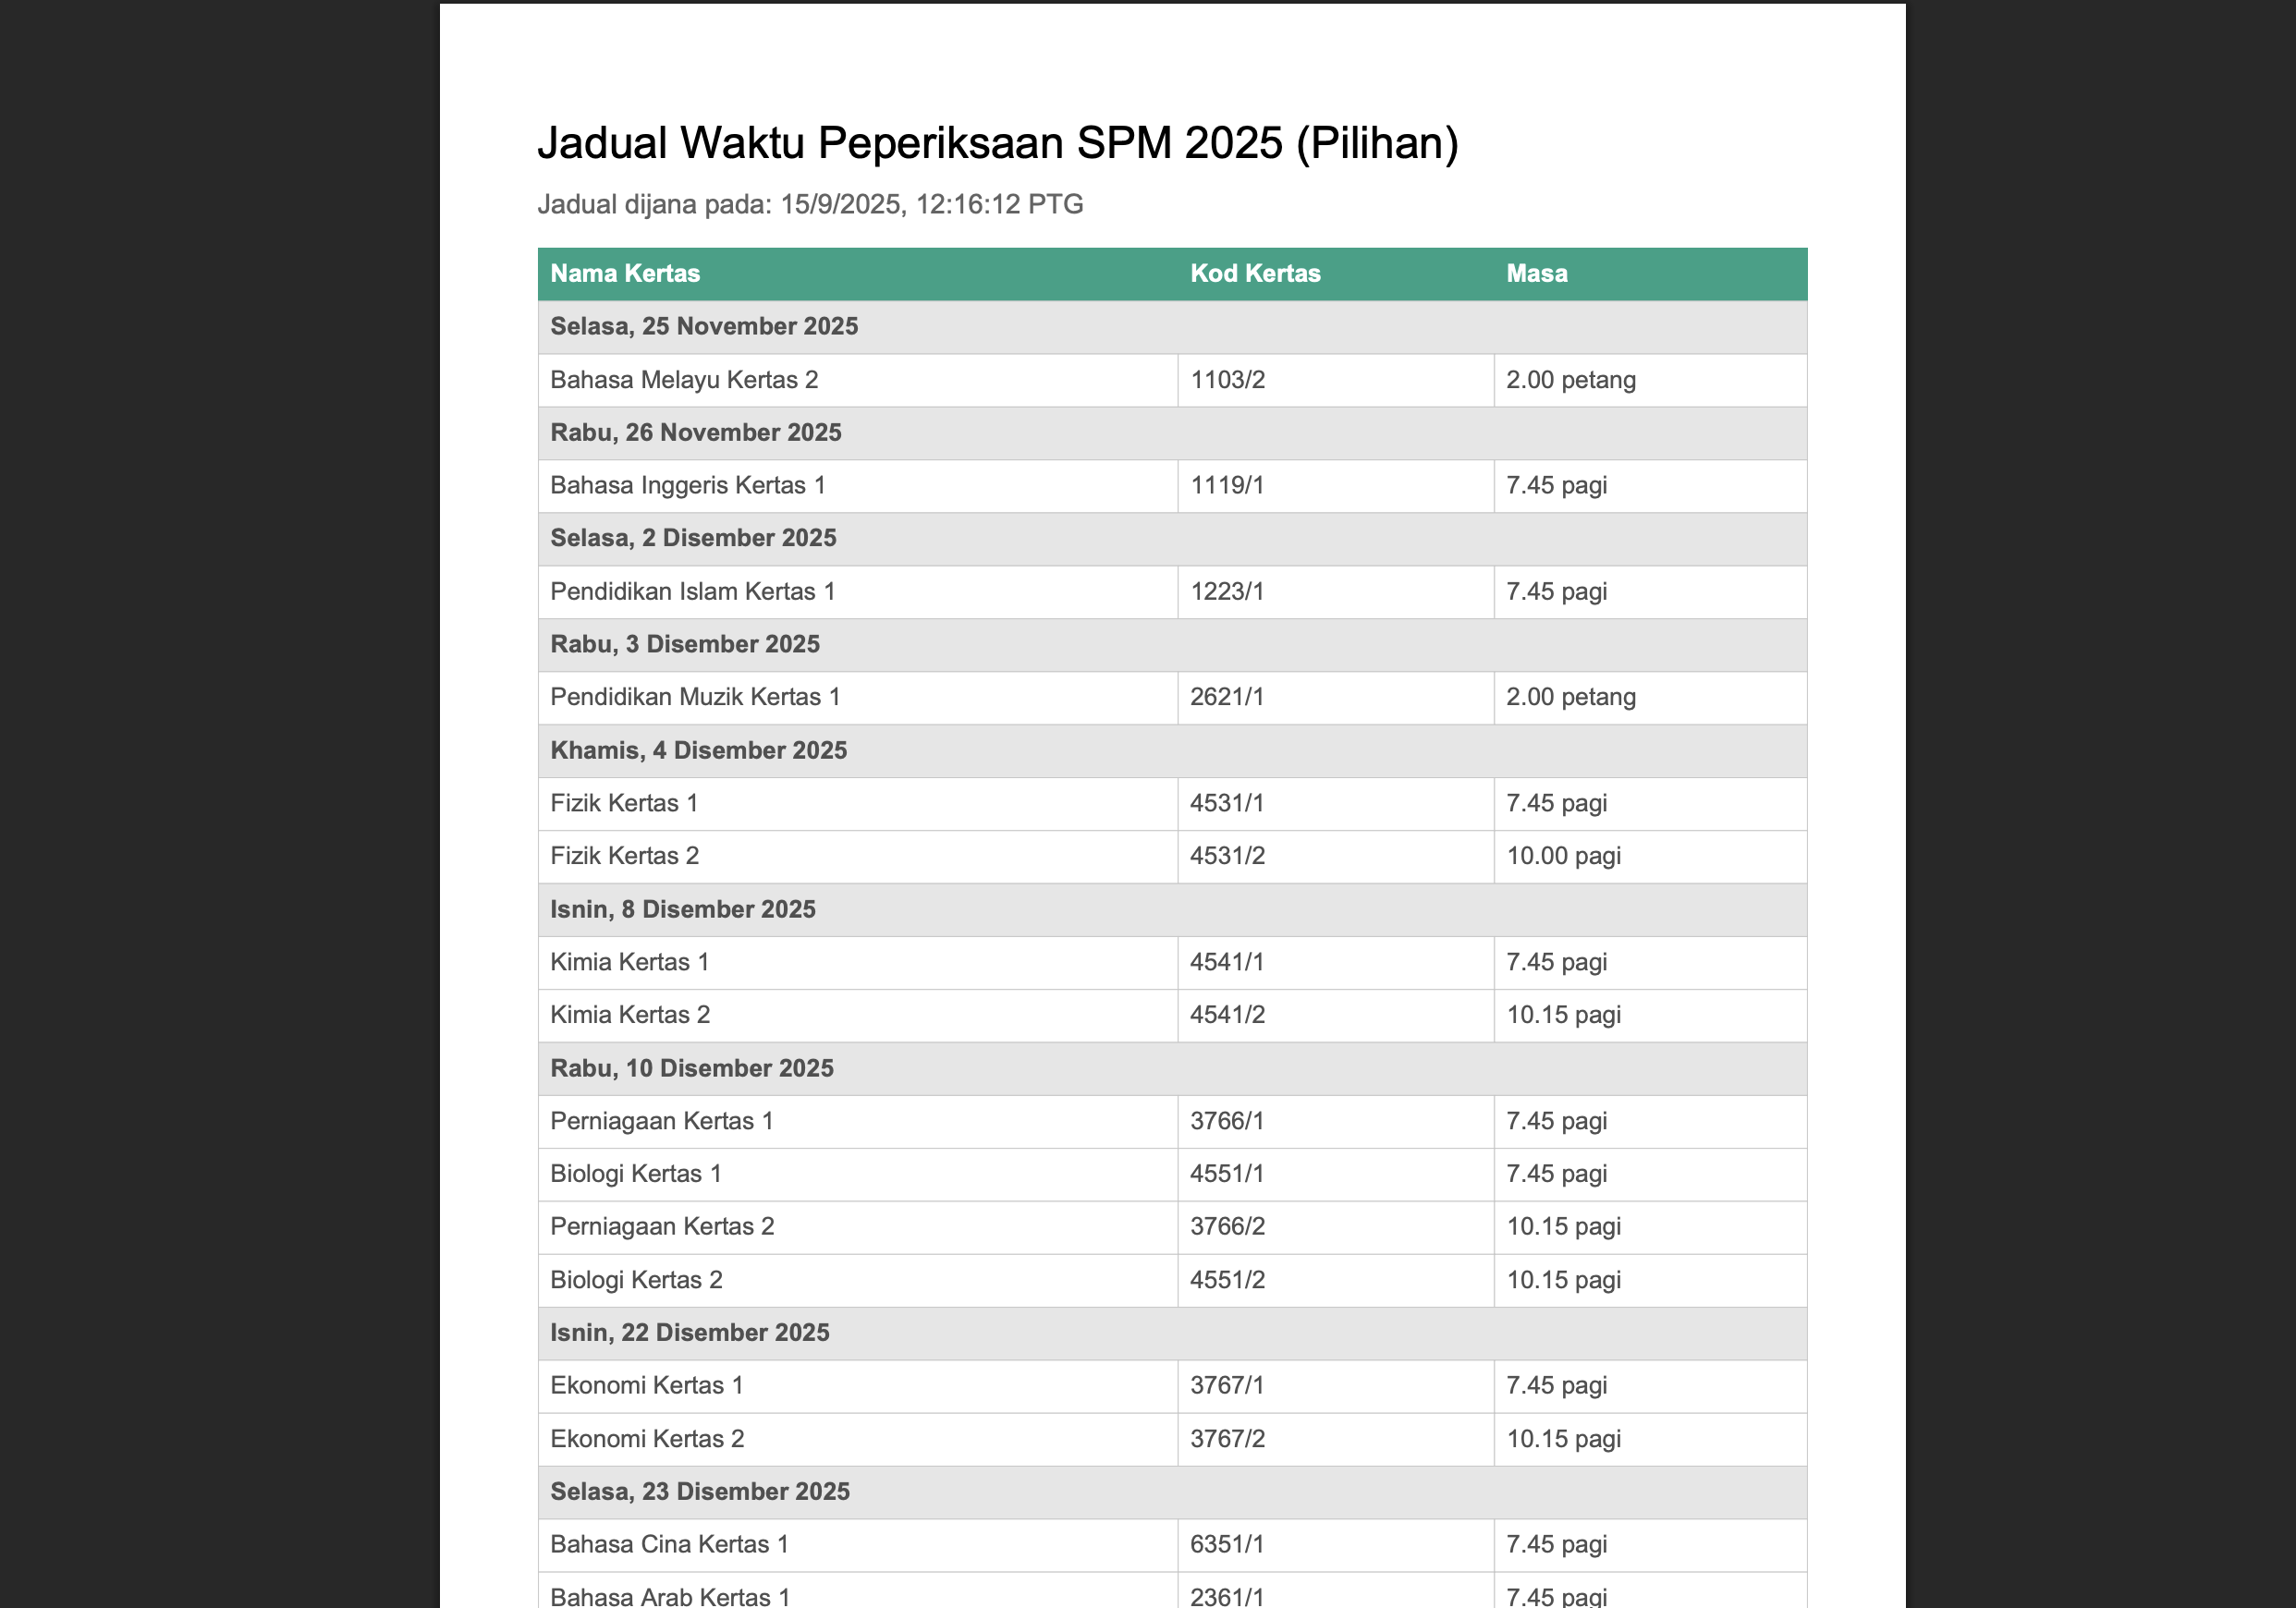 Jadual Waktu Peperiksaan SPM 2025 (Pilihan)
Jadual dijana pada: 15/9/2025, 12:16:12 PTG
Nama Kertas Kod Kertas Masa
Selasa, 25 November 2025
Bahasa Melayu Kertas 2 1103/2 2.00 petang
Rabu, 26 November 2025
Bahasa Inggeris Kertas 1 1119/1 7.45 pagi
Selasa, 2 Disember 2025
Pendidikan Islam Kertas 1 1223/1 7.45 pagi
Rabu, 3 Disember 2025
Pendidikan Muzik Kertas 1 2621/1 2.00 petang
Khamis, 4 Disember 2025
Fizik Kertas 1 4531/1 7.45 pagi
Fizik Kertas 2 4531/2 10.00 pagi
Isnin, 8 Disember 2025
Kimia Kertas 1 4541/1 7.45 pagi
Kimia Kertas 2 4541/2 10.15 pagi
Rabu, 10 Disember 2025
Perniagaan Kertas 1 3766/1 7.45 pagi
Biologi Kertas 1 4551/1 7.45 pagi
Perniagaan Kertas 2 3766/2 10.15 pagi
Biologi Kertas 2 4551/2 10.15 pagi
Isnin, 22 Disember 2025
Ekonomi Kertas 1 3767/1 7.45 pagi
Ekonomi Kertas 2 3767/2 10.15 pagi
Selasa, 23 Disember 2025
Bahasa Cina Kertas 1 6351/1 7.45 pagi
Bahasa Arab Kertas 1 2361/1 7.45 pagi